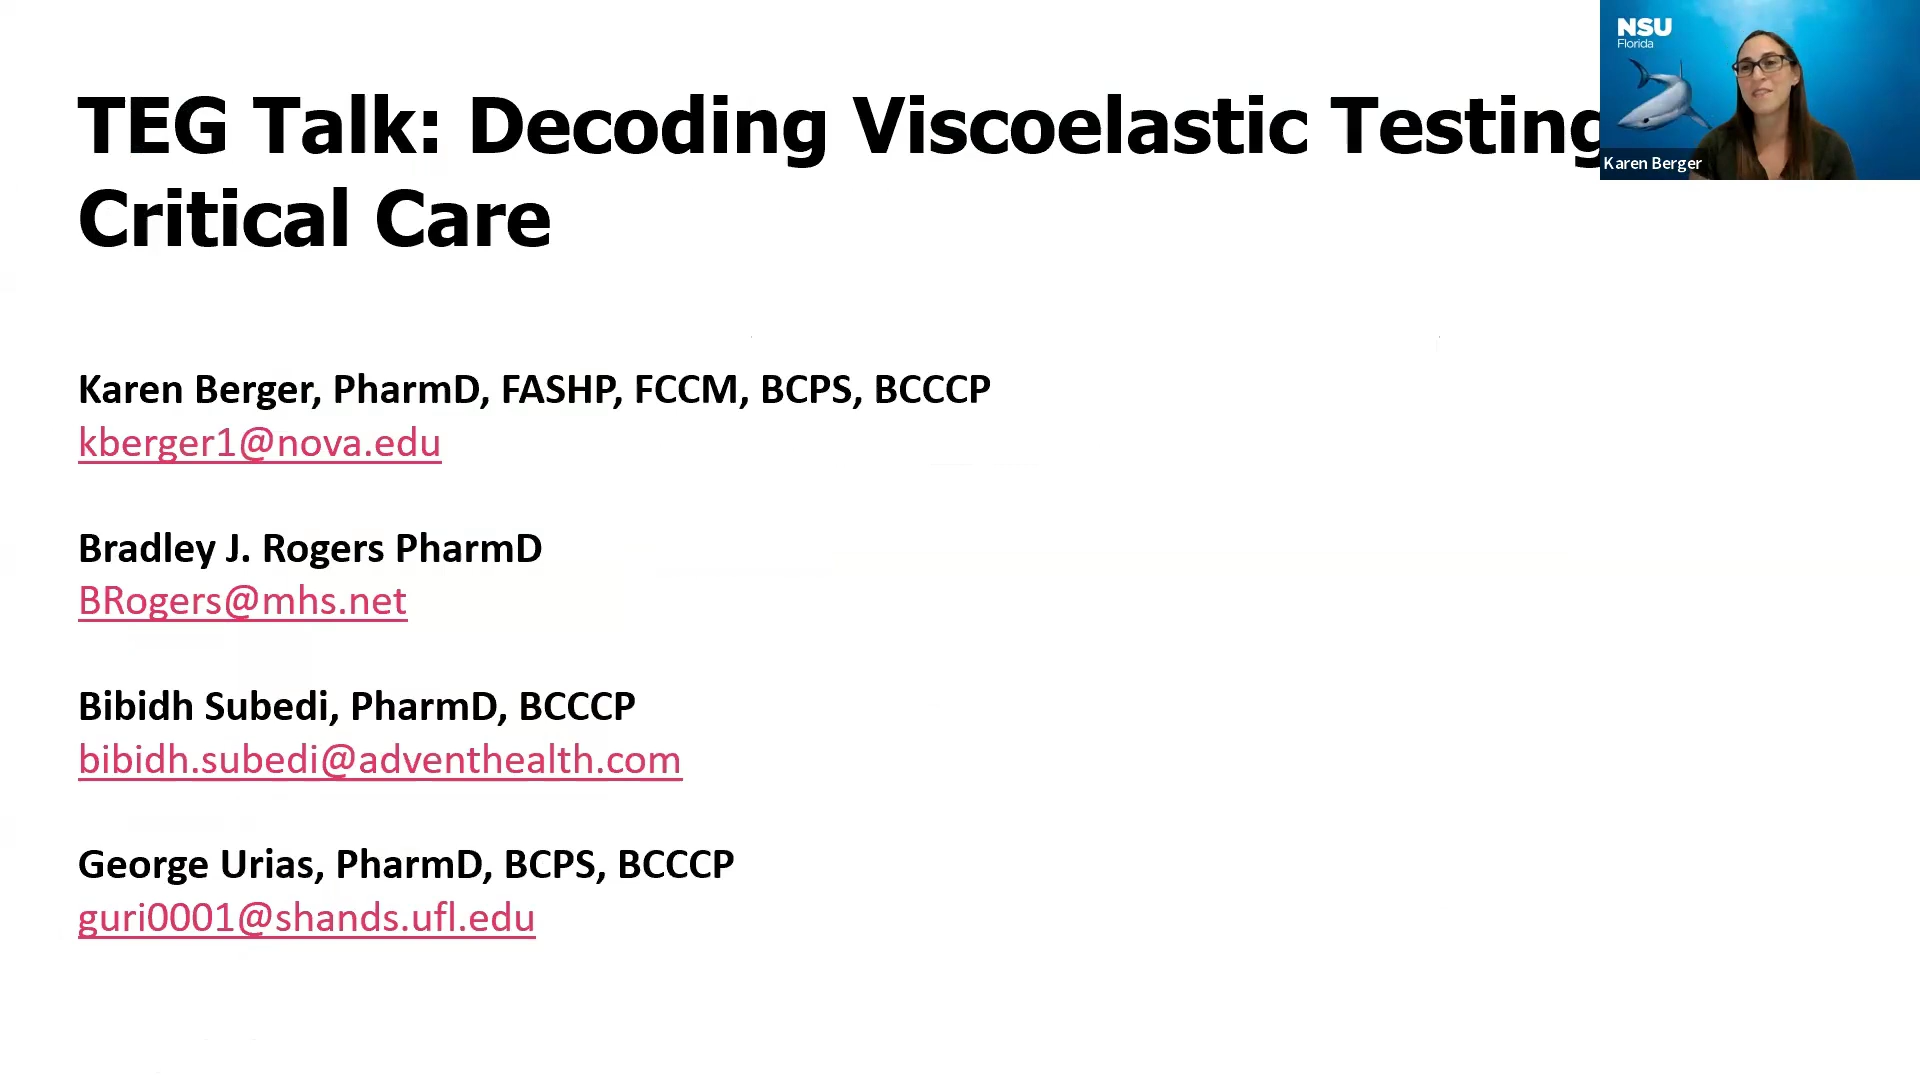 TEG Talk: Decoding Viscoelastic Testing
Critical Care
Karen Berger, PharmD, FASHP, FCCM, BCPS, BCCCP
kberger1@nova.edu
Bradley J. Rogers PharmD
BRogers@mhs.net
Bibidh Subedi, PharmD, BCCCP
bibidh.subedi@adventhealth.com
George Urias, PharmD, BCPS, BCCCP
guri0001@shands.ufl.edu
NSU
Florida
Karen Berger